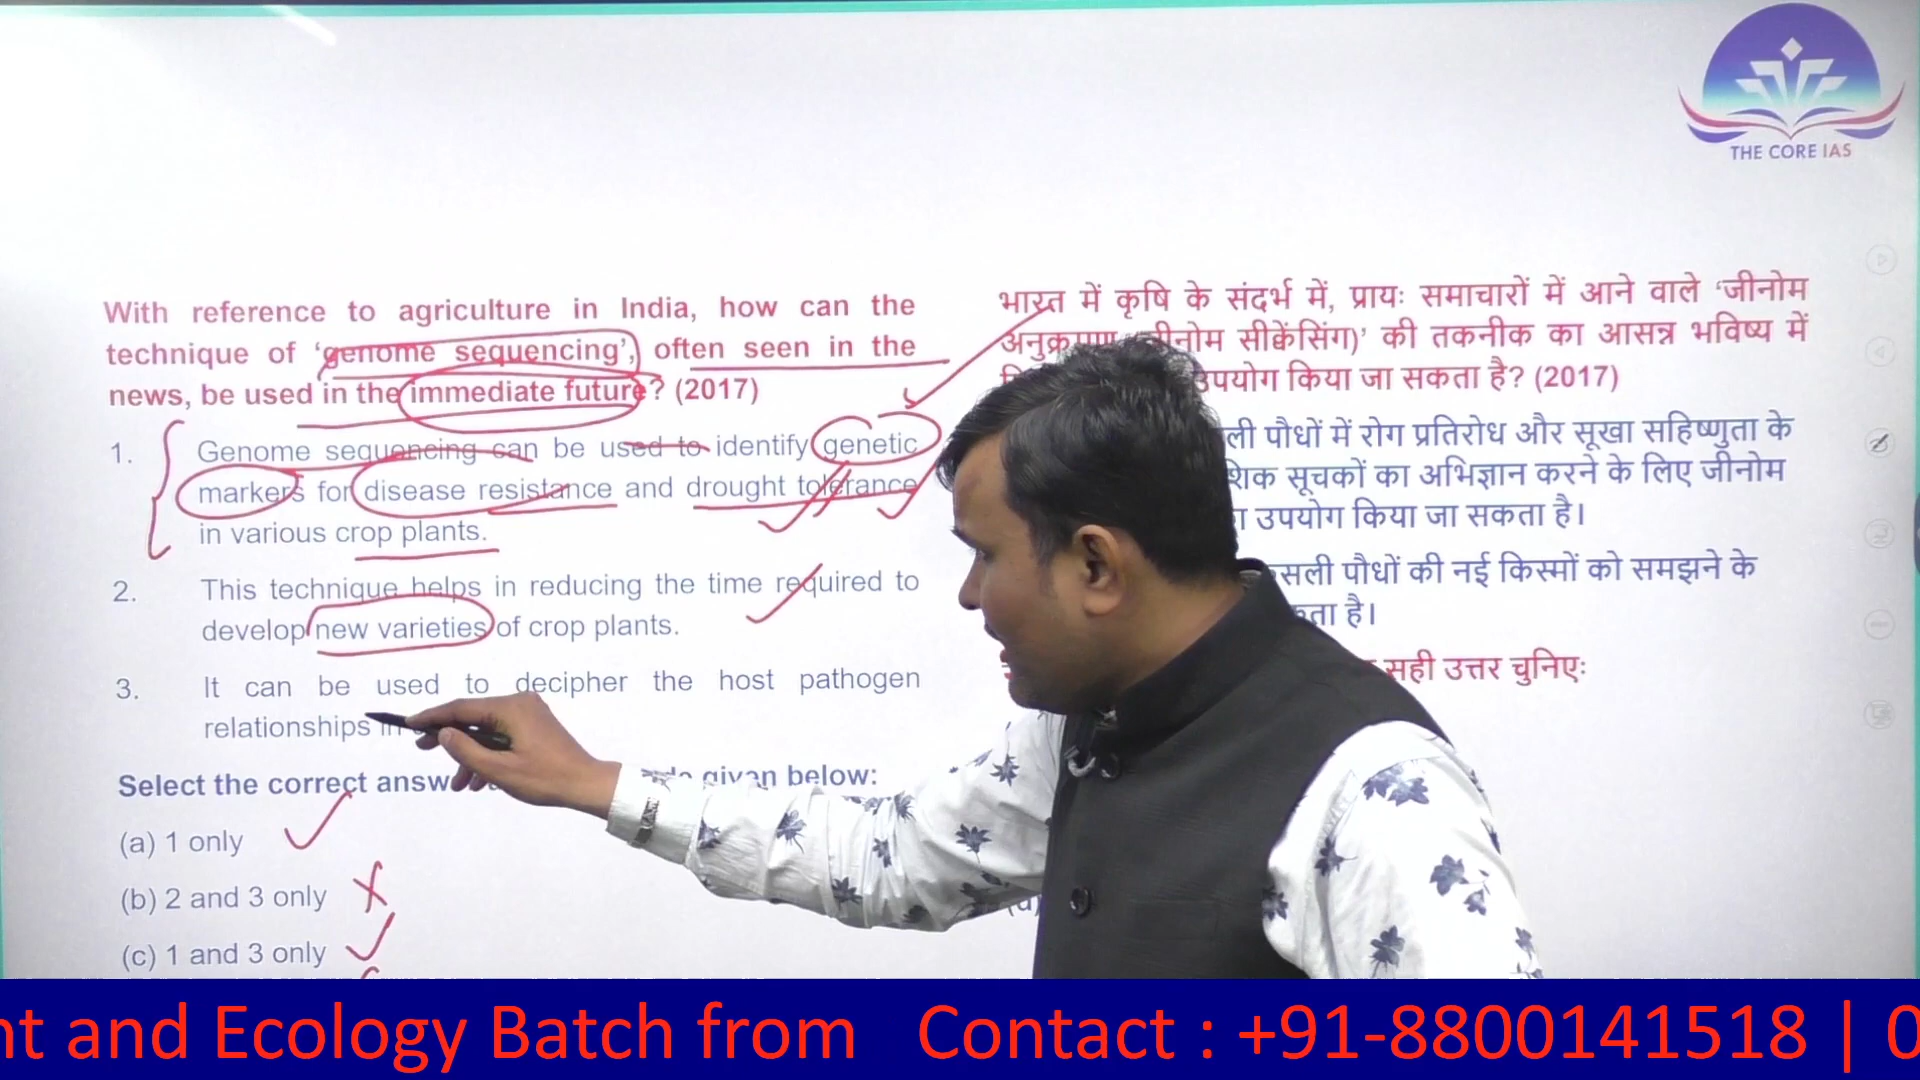 THE CORE IAS
With reference to agriculture in India, how can the
technique of ‘genome sequencing’, often seen in the
news, be used in the immediate future? (2017)
1. Genome sequencing can be used to identify genetic
markers for disease resistance and drought tolerance
in various crop plants.
2. This technique helps in reducing the time required to
develop new varieties of crop plants.
3. It can be used to decipher the host pathogen
relationships in
Select the correct given below:
(a) 1 only
(b) 2 and 3 only
(c) 1 and 3 only
भारत में कृषि के संदर्भ में, प्रायः समाचारों में आने वाले ‘जीनोम
सीक्वेंसिंग)’ की तकनीक का आसन्न भविष्य में
उपयोग किया जा सकता है? (2017)
पौधों में रोग प्रतिरोध और सूखा सहिष्णुता के
सूचकों का अभिज्ञान करने के लिए जीनोम
उपयोग किया जा सकता है।
पौधों की नई किस्मों को समझने के
है।
सही उत्तर चुनिएः
and Ecology Batch from Contact : +91-8800141518 | 0